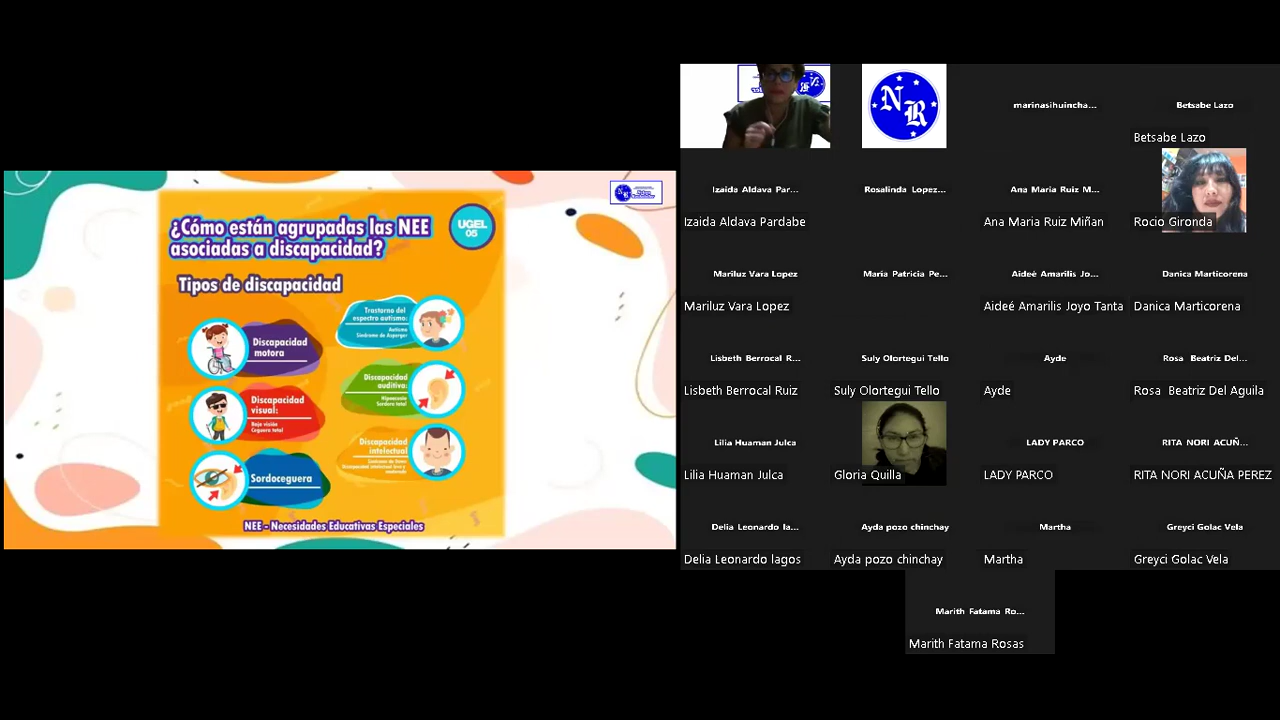 ¿Cómo están agrupadas las NEE
asociadas a discapacidad?
UGEL
05
Tipos de discapacidad
Discapacidad
motora
Trastorno del
espectro autismo:
Autismo
Síndrome de Asperger
Discapacidad
visual:
Baja visión
Ceguera total
Discapacidad
auditiva:
Hipoacusia
Sordera total
Sordoceguera
Discapacidad
intelectual
NEE - Necesidades Educativas Especiales
NR
marinasihuincha...
Betsabe Lazo
Betsabe Lazo
Izaida Aldava Par...
Izaida Aldava Pardabe
Rosalinda Lopez...
Ana Maria Ruiz M...
Ana Maria Ruiz Miñan
Rocio Gironda
Mariluz Vara Lopez
Mariluz Vara Lopez
Maria Patricia Pe...
Aideé Amarilis Jo...
Aideé Amarilis Joyo Tanta
Danica Marticorena
Danica Marticorena
Lisbeth Berrocal R...
Lisbeth Berrocal Ruiz
Suly Olortegui Tello
Suly Olortegui Tello
Ayde
Ayde
Rosa Beatriz Del...
Rosa Beatriz Del Aguila
Lilia Huaman Julca
Lilia Huaman Julca
Gloria Quilla
LADY PARCO
LADY PARCO
RITA NORI ACUÑ...
RITA NORI ACUÑA PEREZ
Delia Leonardo la...
Delia Leonardo lagos
Ayda pozo chinchay
Ayda pozo chinchay
Martha
Martha
Greyci Golac Vela
Greyci Golac Vela
Marith Fatama Ro...
Marith Fatama Rosas